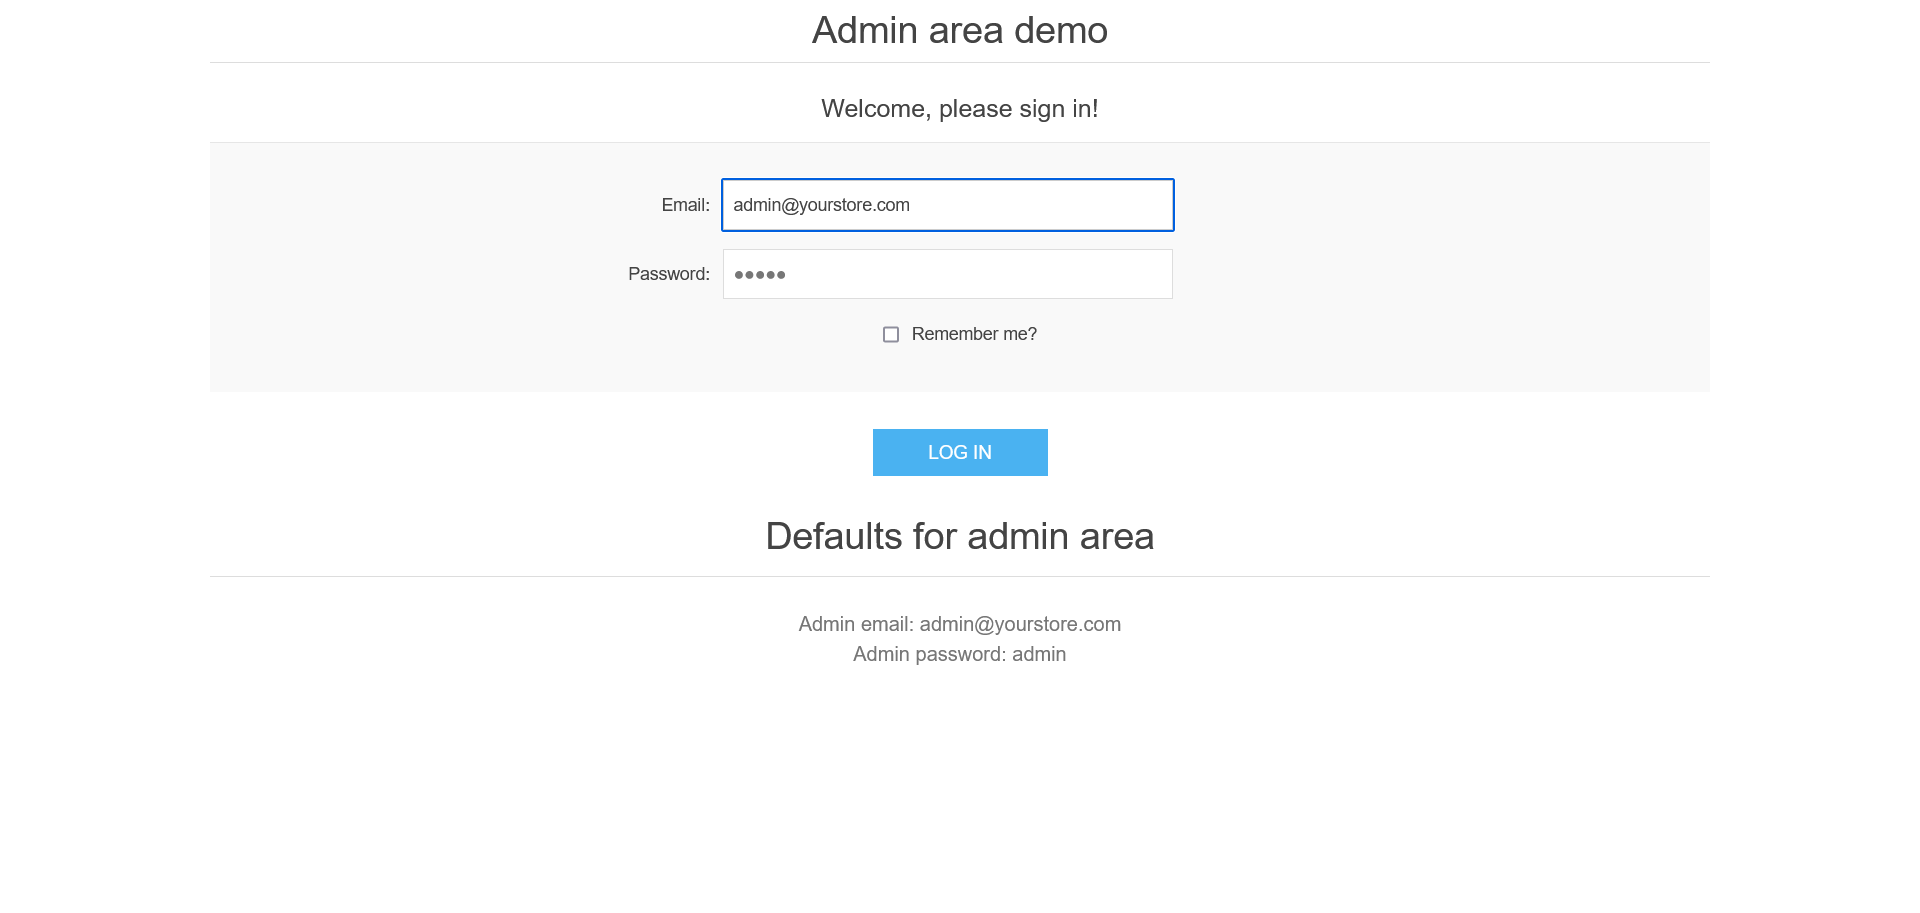 Admin area demo
Welcome, please sign in!
Email: admin@yourstore.com
Password: •••••
Remember me?
LOG IN
Defaults for admin area
Admin email: admin@yourstore.com
Admin password: admin